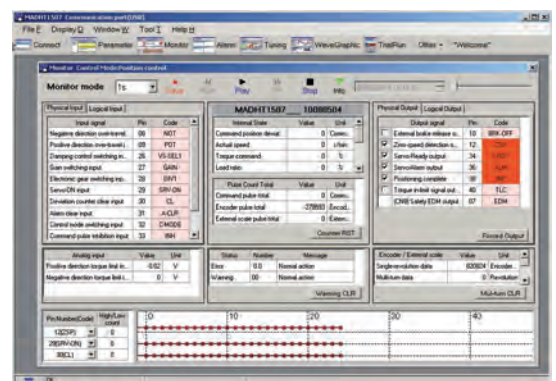 MADHT1507 Communication port(USB)
File F Display D Window W Tool T Help H
Connect Parameter Monitor Alarm Tuning WaveGraphic TrialRun Other "Welcome"
Monitor Control Mode:Position control
Monitor mode 1s Play Stop Info
Physical Input Logical Input
Input signal Pin Code
Negative direction over-travel 08 NOT
Positive direction over-travel i 09 POT
Damping control switching in.. 26 VS-SEL1
Gain switching input 27 GAIN
Electronic gear switching inp.. 28 DIV1
Servo-ON input 29 SRV-ON
Deviation counter clear input 30 CL
Alarm clear input 31 A-CLR
Control mode switching input 32 C-MODE
Command pulse inhibition input 33 INH
MADHT1507 10080504
Internal State Value Unit
Command position deviat. 0 Comm..
Actual speed 0 r/min
Torque command 0 %
Load ratio 0 %
Pulse Count Total Value Unit
Command pulse total 0 Comm..
Encoder pulse total Encod..
External scale pulse total 0 Extern..
Counter RST
Physical Output Logical Output
Output signal Pin Code
External brake release s.. 10 BRK-OFF
Zero-speed detection s.. 12
Servo-Ready output 34
Servo-Alarm output 36
Positioning complete 38
Torque in-limit signal out.. 40 TLC
(CN8) Safety EDM output 07 EDM
Forced Output
Analog input Value Unit
Positive direction torque limit in.. -0.02 V
Negative direction torque limit i.. 0 V
Status Number Message
Error 0.0 Normal action
Warning 00 Normal action
Warning CLR
Encoder / External scale Value Unit
Single-revolution data 820824 Encoder..
Multi-turn data 0 Revolution
Multi-turn CLR
Pin Number(Code) High/Low count 0 10 20 30 40
12(ZSP) 0
29(SRV-ON) 0
30(CL) 0